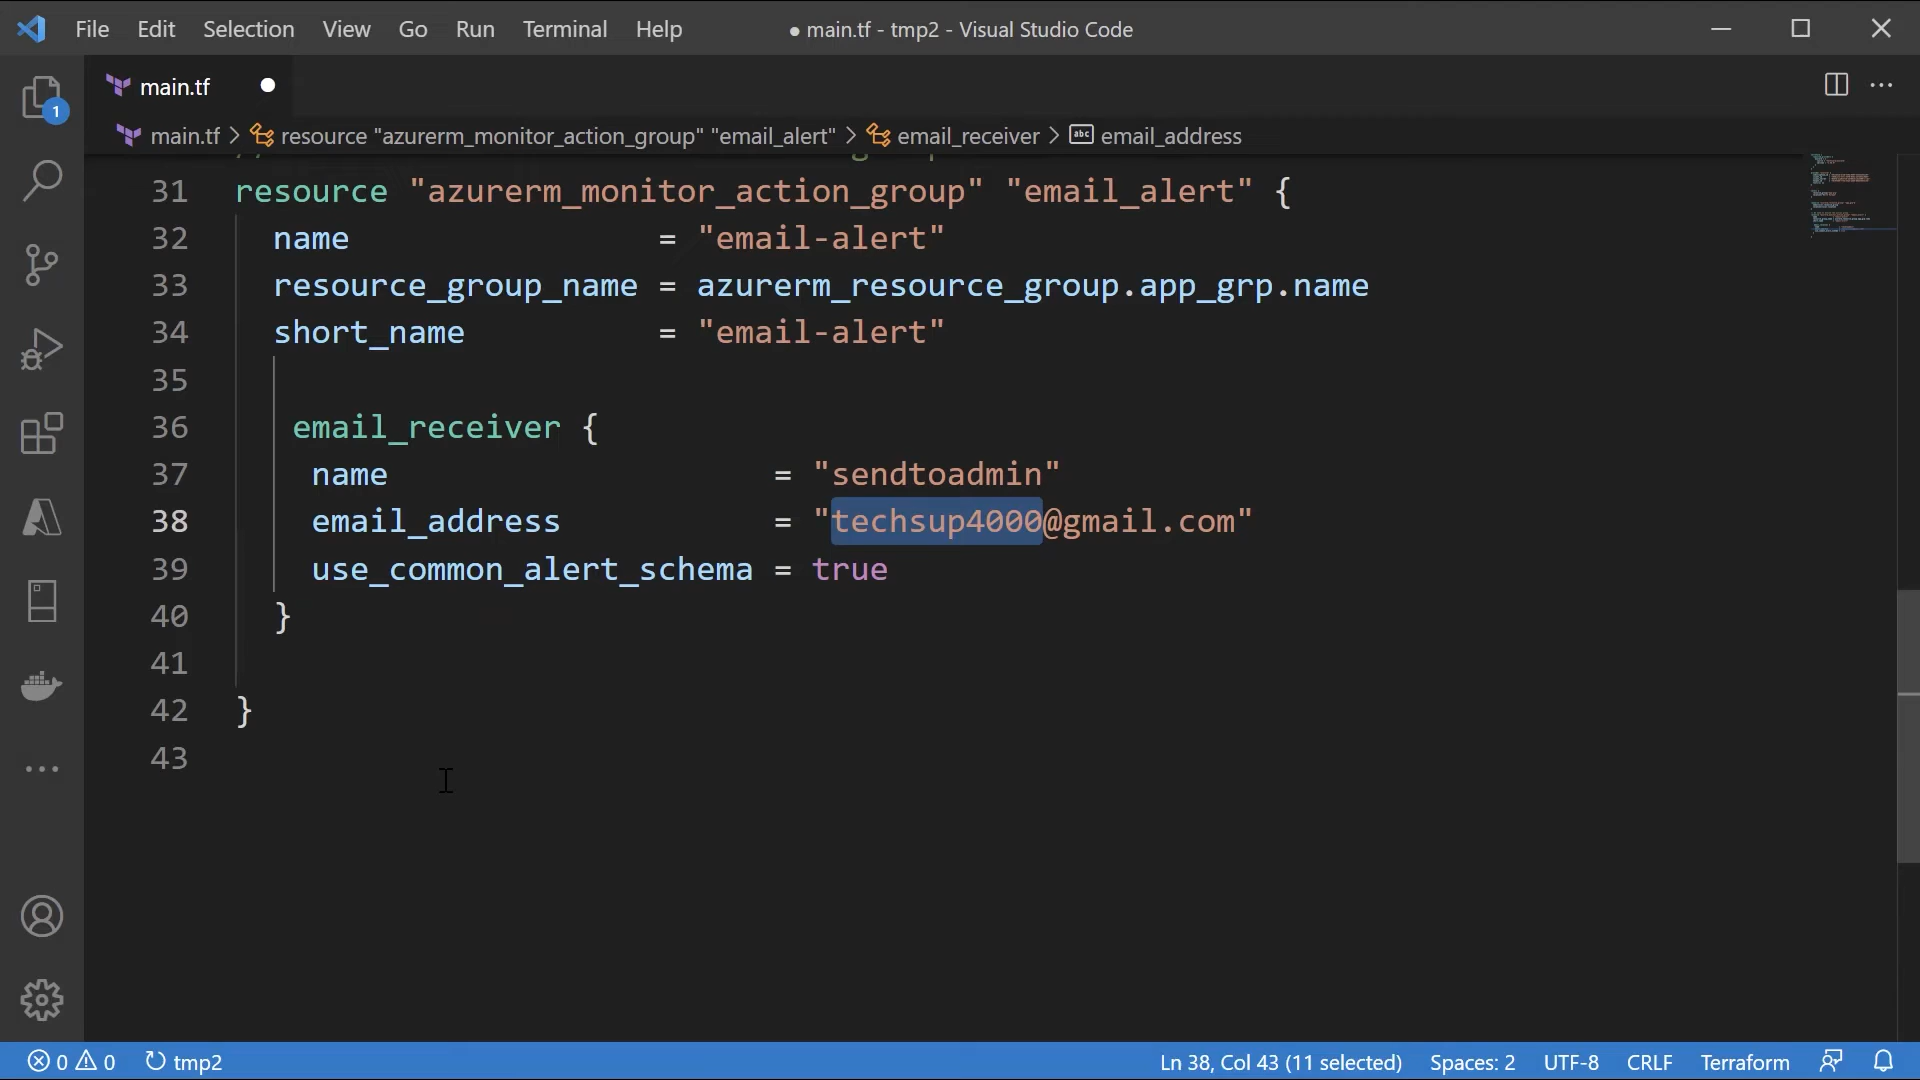 File Edit Selection View Go Run Terminal Help
● main.tf - tmp2 - Visual Studio Code
1
main.tf ●
main.tf > resource "azurerm_monitor_action_group" "email_alert" > email_receiver > abc email_address
31 resource "azurerm_monitor_action_group" "email_alert" {
32 name = "email-alert"
33 resource_group_name = azurerm_resource_group.app_grp.name
34 short_name = "email-alert"
35
36 email_receiver {
37 name = "sendtoadmin"
38 email_address = "techsup4000@gmail.com"
39 use_common_alert_schema = true
40 }
41
42 }
43
0 0 tmp2 Ln 38, Col 43 (11 selected) Spaces: 2 UTF-8 CRLF Terraform